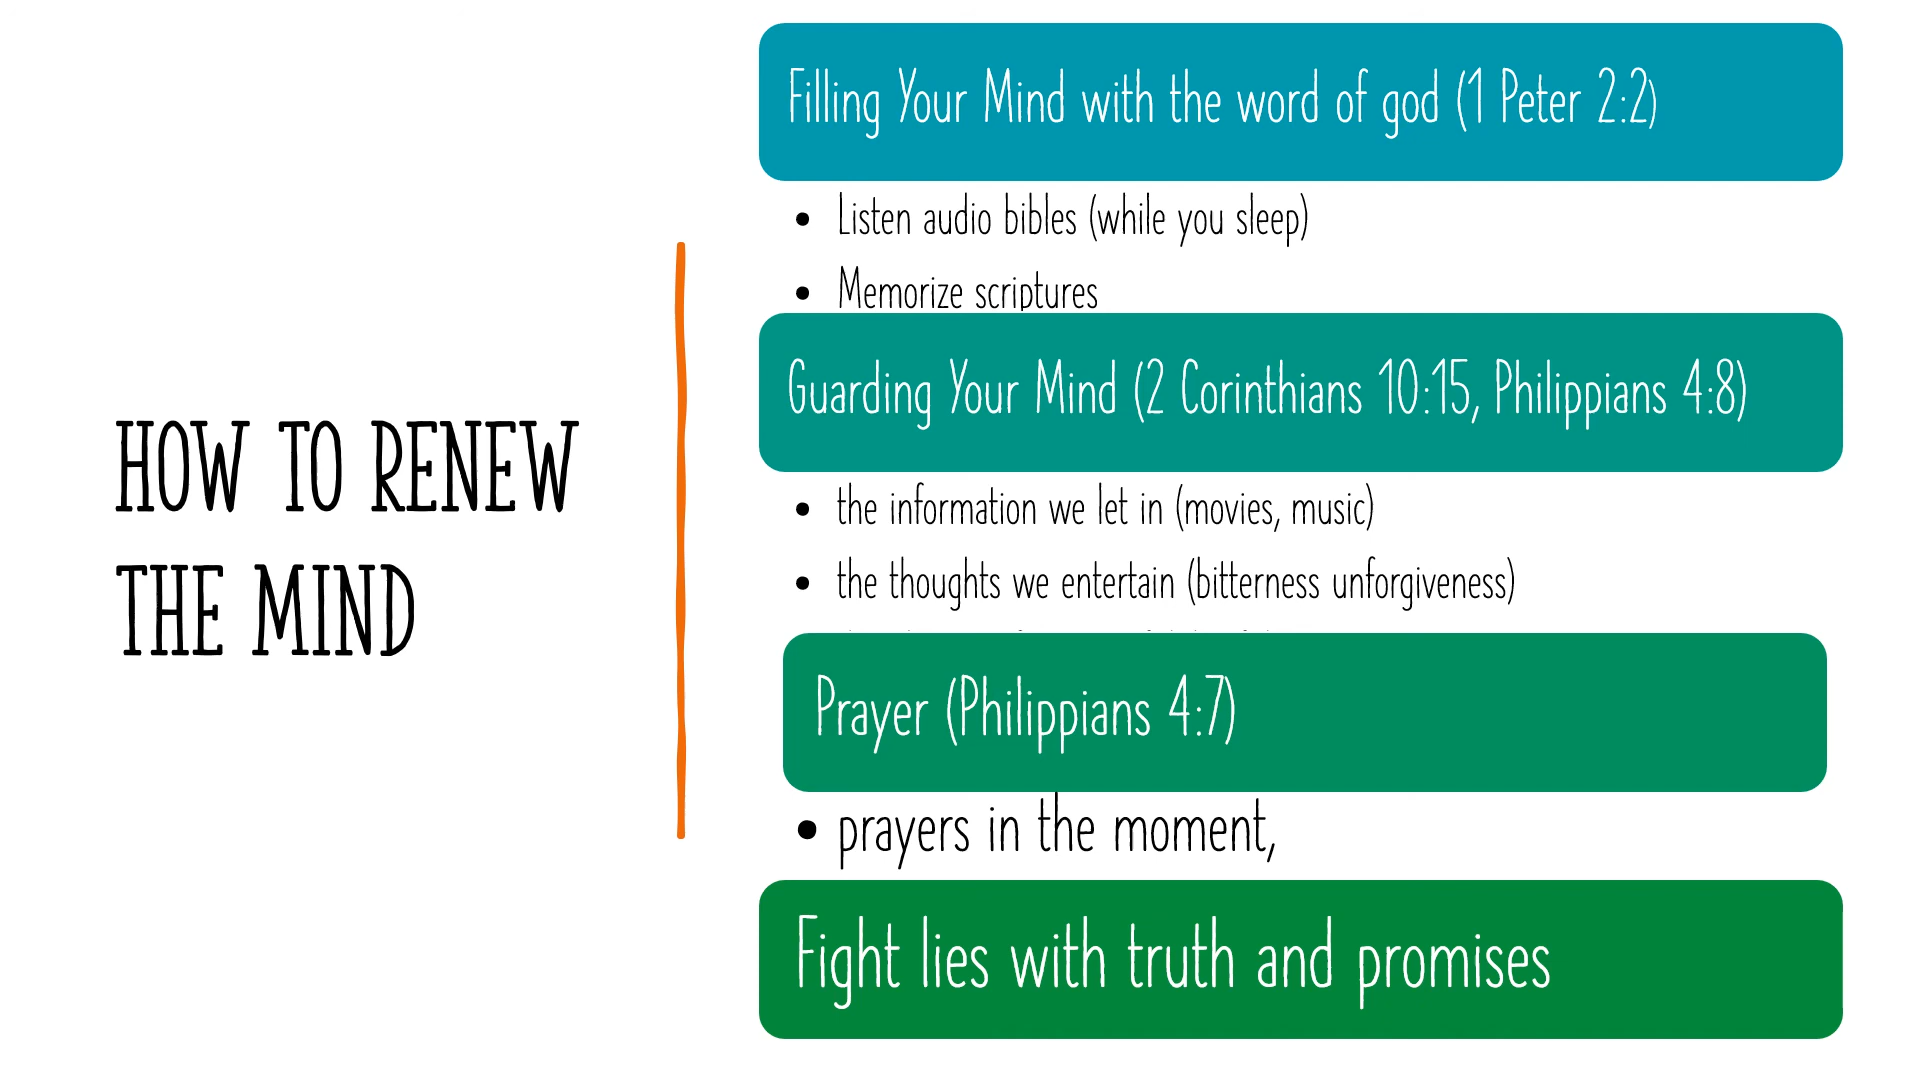 HOW TO RENEW
THE MIND
Filling Your Mind with the word of god (1 Peter 2:2)
• Listen audio bibles (while you sleep)
• Memorize scriptures
Guarding Your Mind (2 Corinthians 10:15, Philippians 4:8)
• the information we let in (movies, music)
• the thoughts we entertain (bitterness unforgiveness)
Prayer (Philippians 4:7)
• prayers in the moment,
Fight lies with truth and promises